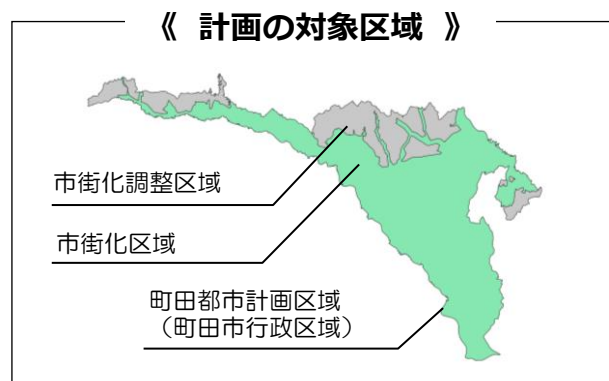 《 計画の対象区域 》
市街化調整区域
市街化区域
町田都市計画区域
（町田市行政区域）